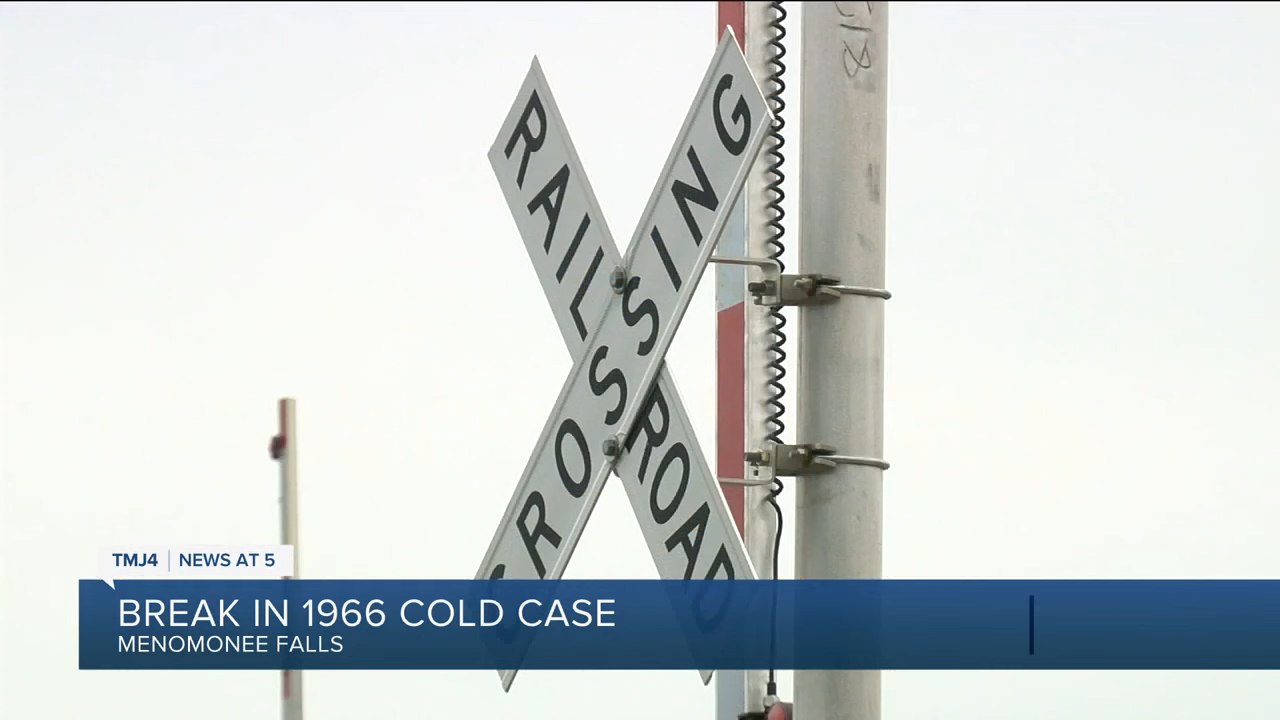 RAILROAD
CROSSING
TMJ4 | NEWS AT 5
BREAK IN 1966 COLD CASE
MENOMONEE FALLS